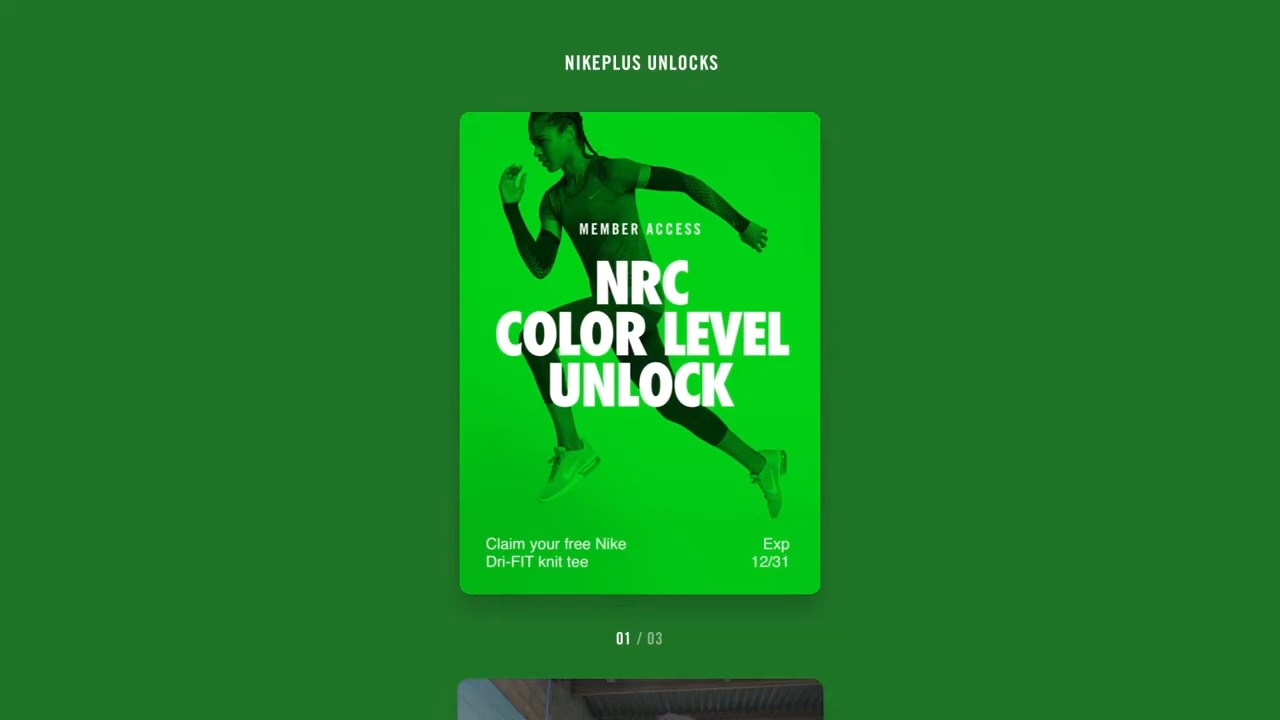 NIKEPLUS UNLOCKS
MEMBER ACCESS
NRC
COLOR LEVEL
UNLOCK
Claim your free Nike
Dri-FIT knit tee
Exp
12/31
01 / 03